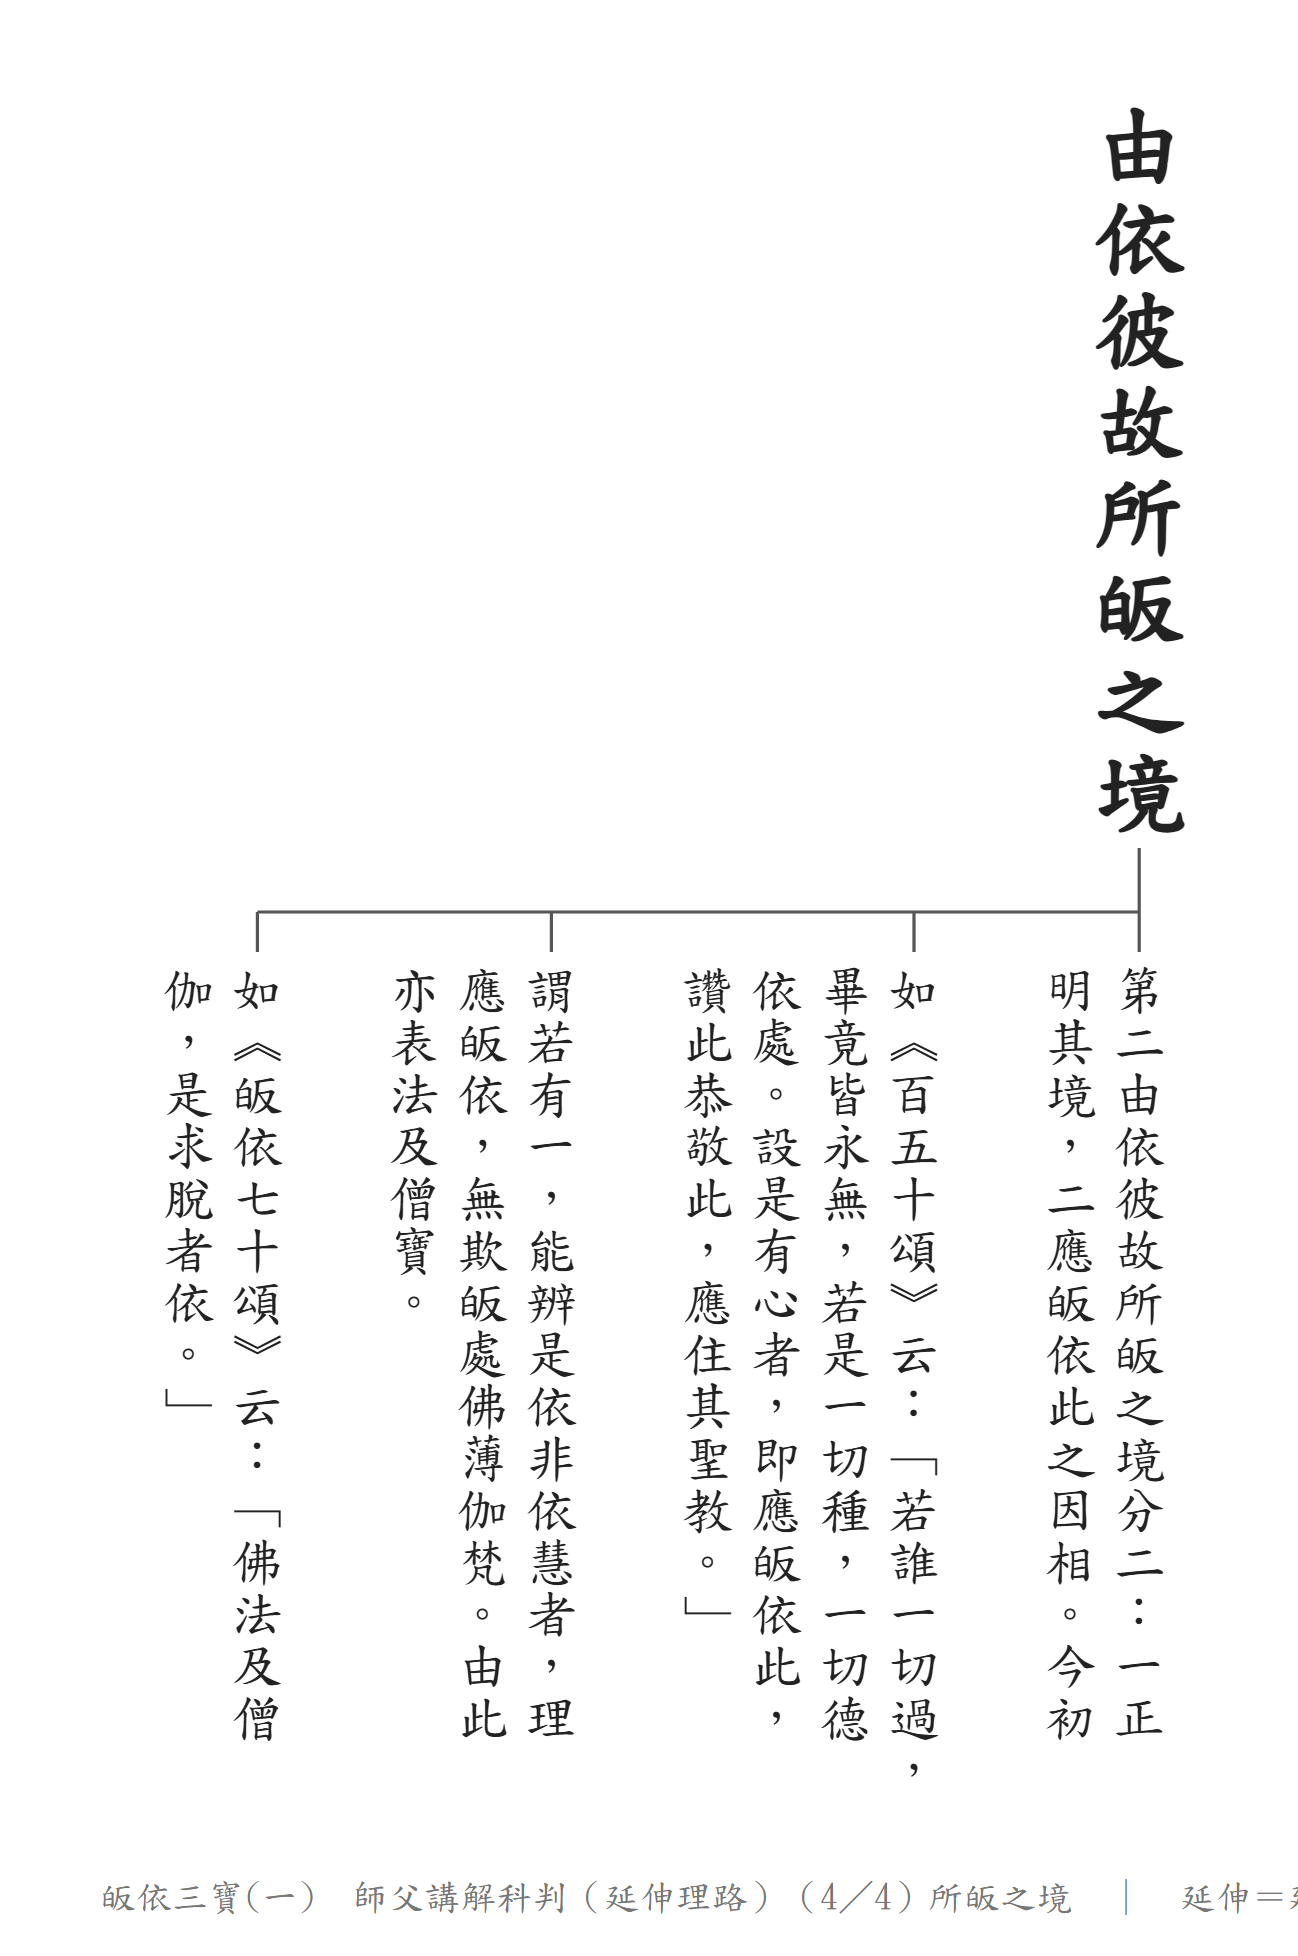 由依彼故所皈之境
第二由依彼故所皈之境分二：一正
明其境，二應皈依此之因相。今初
如《百五十頌》云：「若誰一切過，
畢竟皆永無，若是一切種，一切德
依處。設是有心者，即應皈依此，
讚此恭敬此，應住其聖教。」
謂若有一，能辨是依非依慧者，理
應皈依，無欺皈處佛薄伽梵。由此
亦表法及僧寶。
如《皈依七十頌》云：「佛法及僧
伽，是求脫者依。」
皈依三寶(一)　師父講解科判（延伸理路）（4／4）所皈之境　｜　延伸＝